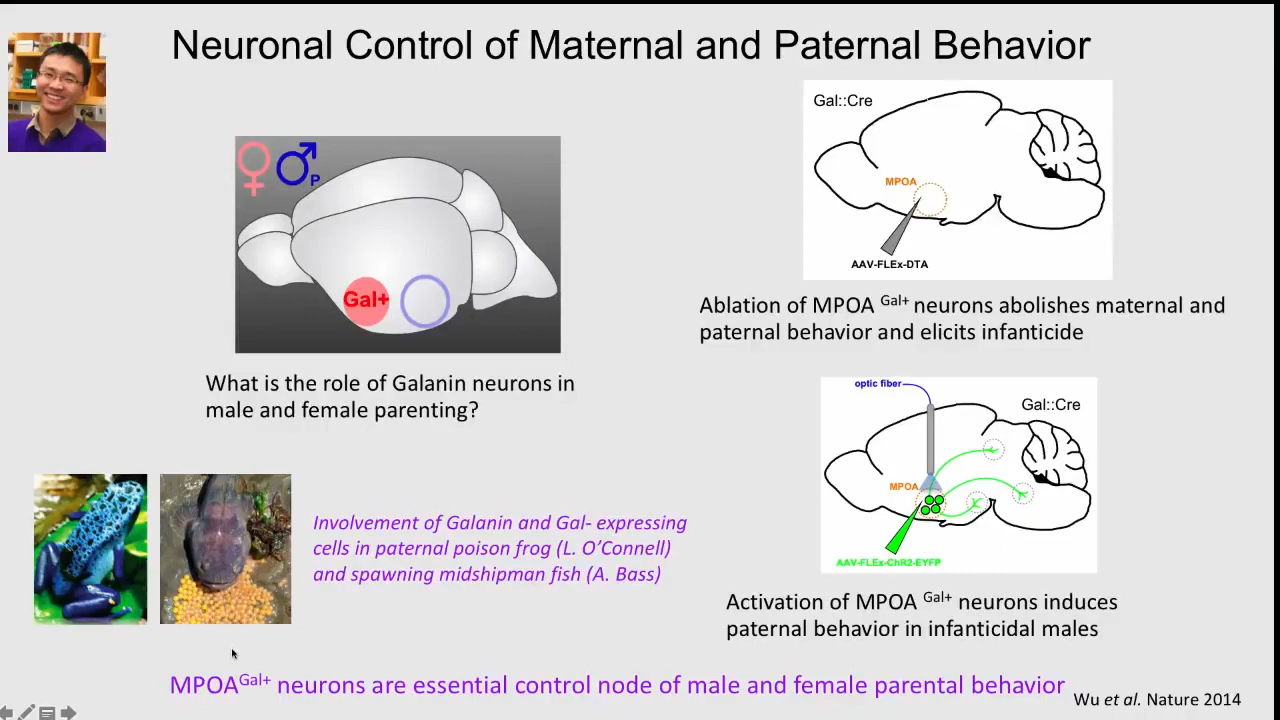 Neuronal Control of Maternal and Paternal Behavior
P
Gal+
What is the role of Galanin neurons in
male and female parenting?
Gal::Cre
MPOA
AAV-FLEx-DTA
Ablation of MPOA Gal+ neurons abolishes maternal and
paternal behavior and elicits infanticide
optic fiber
Gal::Cre
MPOA
AAV-FLEx-ChR2-EYFP
Activation of MPOA Gal+ neurons induces
paternal behavior in infanticidal males
Involvement of Galanin and Gal- expressing
cells in paternal poison frog (L. O’Connell)
and spawning midshipman fish (A. Bass)
MPOAGal+ neurons are essential control node of male and female parental behavior
Wu et al. Nature 2014